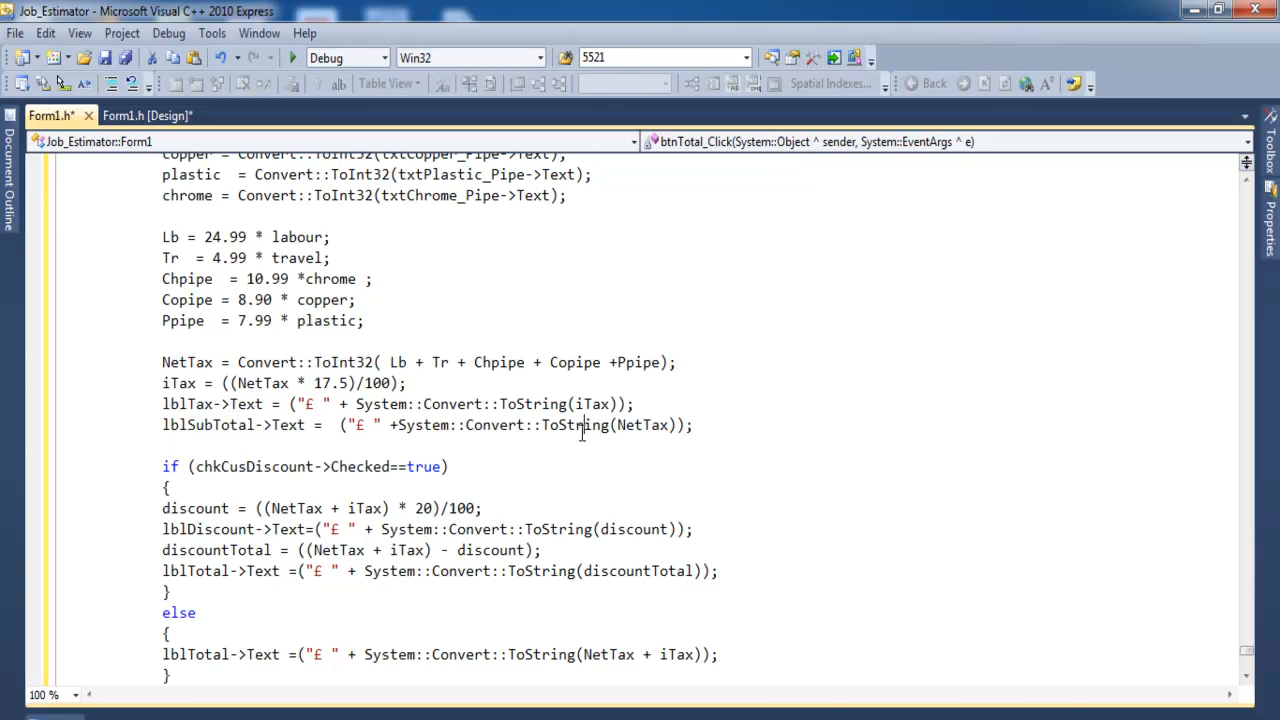 Job_Estimator - Microsoft Visual C++ 2010 Express
File Edit View Project Debug Tools Window Help
Debug Win32 5521
Table View Spatial Indexes... Back
Form1.h* Form1.h [Design]*
Job_Estimator::Form1 btnTotal_Click(System::Object ^ sender, System::EventArgs ^ e)
Document Outline
Toolbox
Properties
copper = Convert::ToInt32(txtCopper_Pipe->Text);
plastic = Convert::ToInt32(txtPlastic_Pipe->Text);
chrome = Convert::ToInt32(txtChrome_Pipe->Text);
Lb = 24.99 * labour;
Tr = 4.99 * travel;
Chpipe = 10.99 *chrome ;
Copipe = 8.90 * copper;
Ppipe = 7.99 * plastic;
NetTax = Convert::ToInt32( Lb + Tr + Chpipe + Copipe +Ppipe);
iTax = ((NetTax * 17.5)/100);
lblTax->Text = ("£ " + System::Convert::ToString(iTax));
lblSubTotal->Text = ("£ " +System::Convert::ToString(NetTax));
if (chkCusDiscount->Checked==true)
{
discount = ((NetTax + iTax) * 20)/100;
lblDiscount->Text=("£ " + System::Convert::ToString(discount));
discountTotal = ((NetTax + iTax) - discount);
lblTotal->Text =("£ " + System::Convert::ToString(discountTotal));
}
else
{
lblTotal->Text =("£ " + System::Convert::ToString(NetTax + iTax));
}
100 %